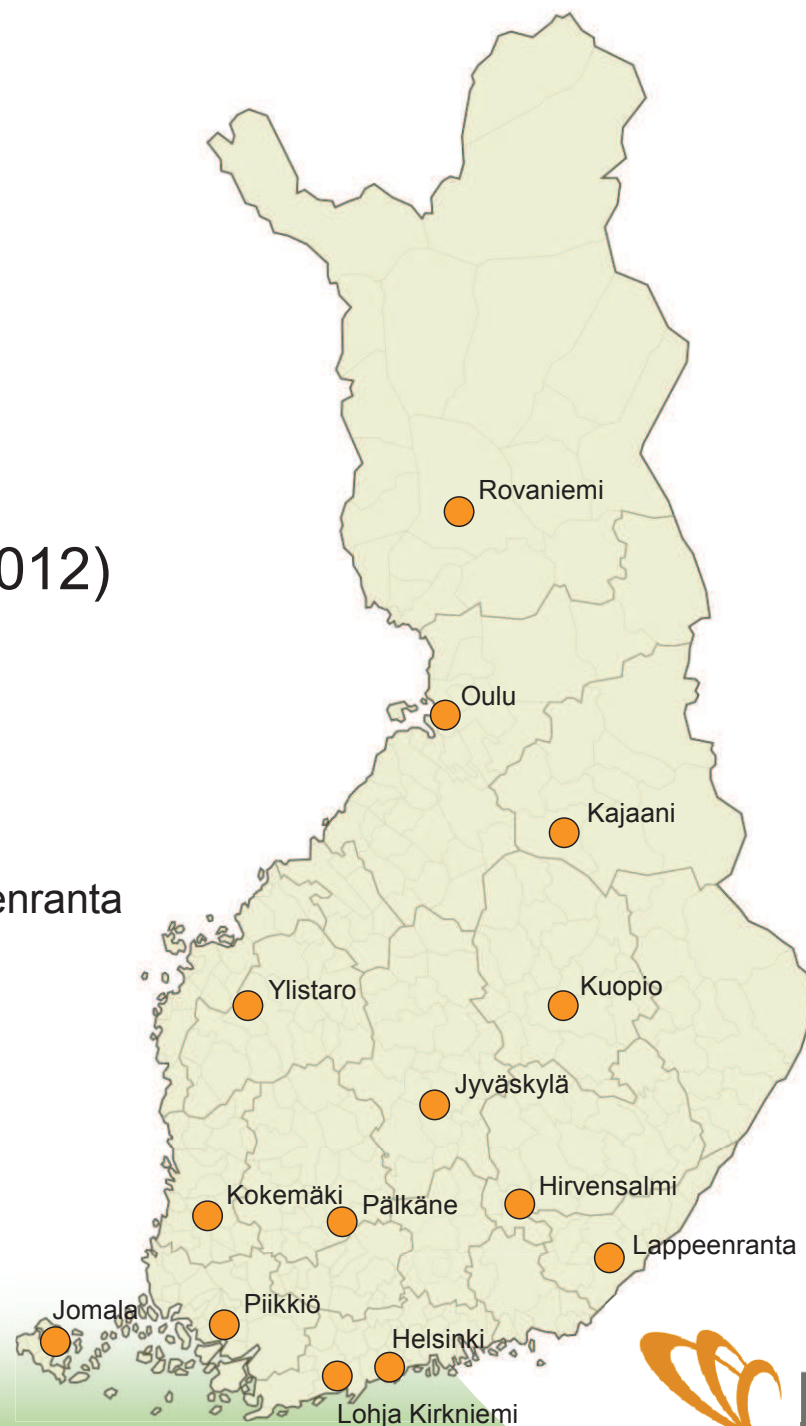 Rovaniemi
012)
Oulu
Kajaani
enranta
Ylistaro
Kuopio
Jyväskylä
Hirvensalmi
Kokemäki
Pälkäne
Lappeenranta
Jomala
Piikkiö
Helsinki
Lohja Kirkniemi